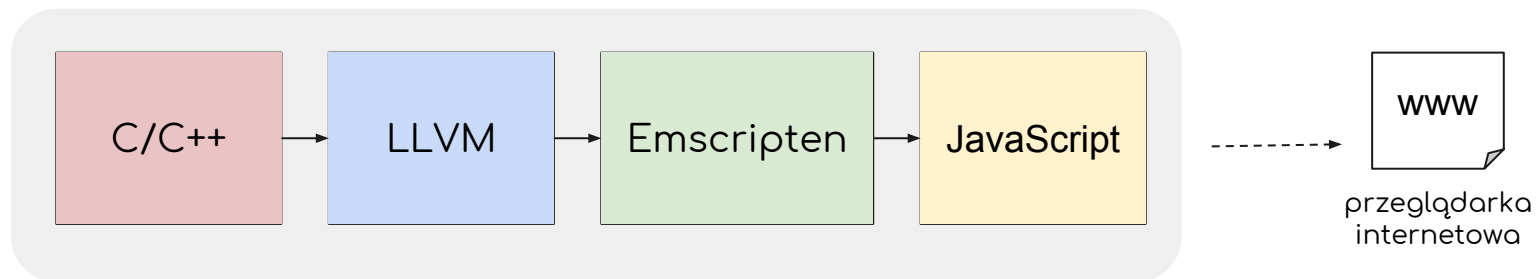 C/C++
LLVM
Emscripten
JavaScript
www
przeglądarka
internetowa